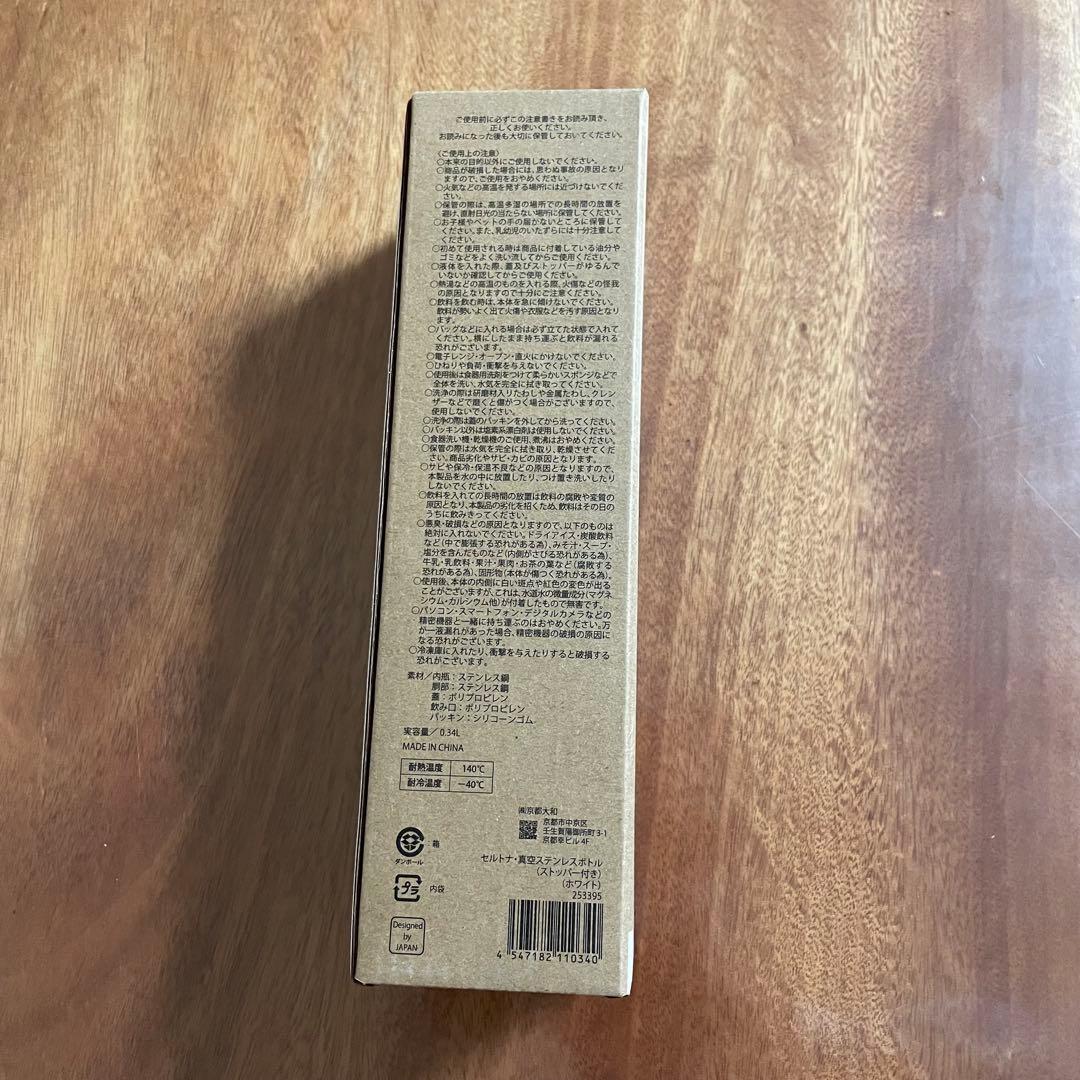 ご使用前に必ずこの注意書きをお読み頂き、
正しくお使いください。
お読みになった後も大切に保管しておいてください。
〈ご使用上の注意〉
○本来の目的以外にご使用しないでください。
○商品が破損した場合には、思わぬ事故の原因となり
ますので、ご使用をおやめください。
○火気などの高温を発する場所には近づけないでくだ
さい。
○保管の際は、高温多湿の場所での長時間の放置を
避け、直射日光の当たらない場所に保管してください。
○お子様やペットの手の届かないところに保管して
ください。また、乳幼児のいたずらには十分注意して
ください。
○初めて使用される時は商品に付着している油分や
ゴミなどをよく洗い流してからご使用ください。
○液体を入れた際、蓋及びストッパーがゆるんで
いないか確認してからご使用ください。
○熱湯などの高温のものを入れる際、火傷などの怪我
の原因となりますので十分にご注意ください。
○飲料を飲む時は、本体を急に傾けないでください。
飲料が勢いよく出て火傷や衣服などを汚す原因となり
ます。
○バッグなどに入れる場合は必ず立てた状態で入れて
ください。横にしたまま持ち運ぶと飲料が漏れる
恐れがございます。
○電子レンジ・オーブン・直火にかけないでください。
○ひねりや負荷・衝撃を与えないでください。
○使用後は食器用洗剤をつけて柔らかいスポンジなどで
全体を洗い、水気を完全に拭き取ってください。
○洗浄の際は研磨材入りたわしや金属たわし、クレン
ザーなどで磨くと傷がつく場合がございますので、
使用しないでください。
○洗浄の際は蓋のパッキンを外してから洗ってください。
○パッキン以外は塩素系漂白剤は使用しないでください。
○食器洗い機・乾燥機のご使用、煮沸はおやめください。
○保管の際は水気を完全に拭き取り、乾燥させてくだ
さい。商品劣化やサビ・カビの原因となります。
○サビや保冷・保温不良などの原因となりますので、
本製品を水の中に放置したり、つけ置き洗いしたり
しないでください。
○飲料を入れての長時間の放置は飲料の腐敗や変質の
原因となり、本製品の劣化を招くため、飲料はその日の
うちに飲みきってください。
○悪臭・破損などの原因となりますので、以下のものは
絶対に入れないでください。ドライアイス・炭酸飲料
など(中で膨張する恐れがある為)、みそ汁・スープ・
塩分を含んだものなど(内側がさびる恐れがある為)、
牛乳・乳飲料・果汁・果肉・お茶の葉など(腐敗する
恐れがある為)、固形物(本体が傷つく恐れがある為)。
○使用後、本体の内側に白い斑点や紅色の変色が出る
ことがございますが、これは、水道水の微量成分(マグネ
シウム・カルシウム他)が付着したもので無害です。
○パソコン・スマートフォン・デジタルカメラなどの
精密機器と一緒に持ち運ぶのはおやめください。万
が一液漏れがあった場合、精密機器の破損の原因に
なる恐れがございます。
○冷凍庫に入れたり、衝撃を与えたりすると破損する
恐れがございます。
素材/内瓶:ステンレス鋼
胴部:ステンレス鋼
蓋:ポリプロピレン
飲み口:ポリプロピレン
パッキン:シリコーンゴム
実容量/0.34L
MADE IN CHINA
耐熱温度 140℃
耐冷温度 －40℃
㈱京都大和
京都市中京区
壬生賀陽御所町3-1
京都幸ビル4F
ダンボール :箱
プラ 内袋
Designed
by
JAPAN
セルトナ・真空ステンレスボトル
(ストッパー付き)
(ホワイト)
253395
4 547182 110340